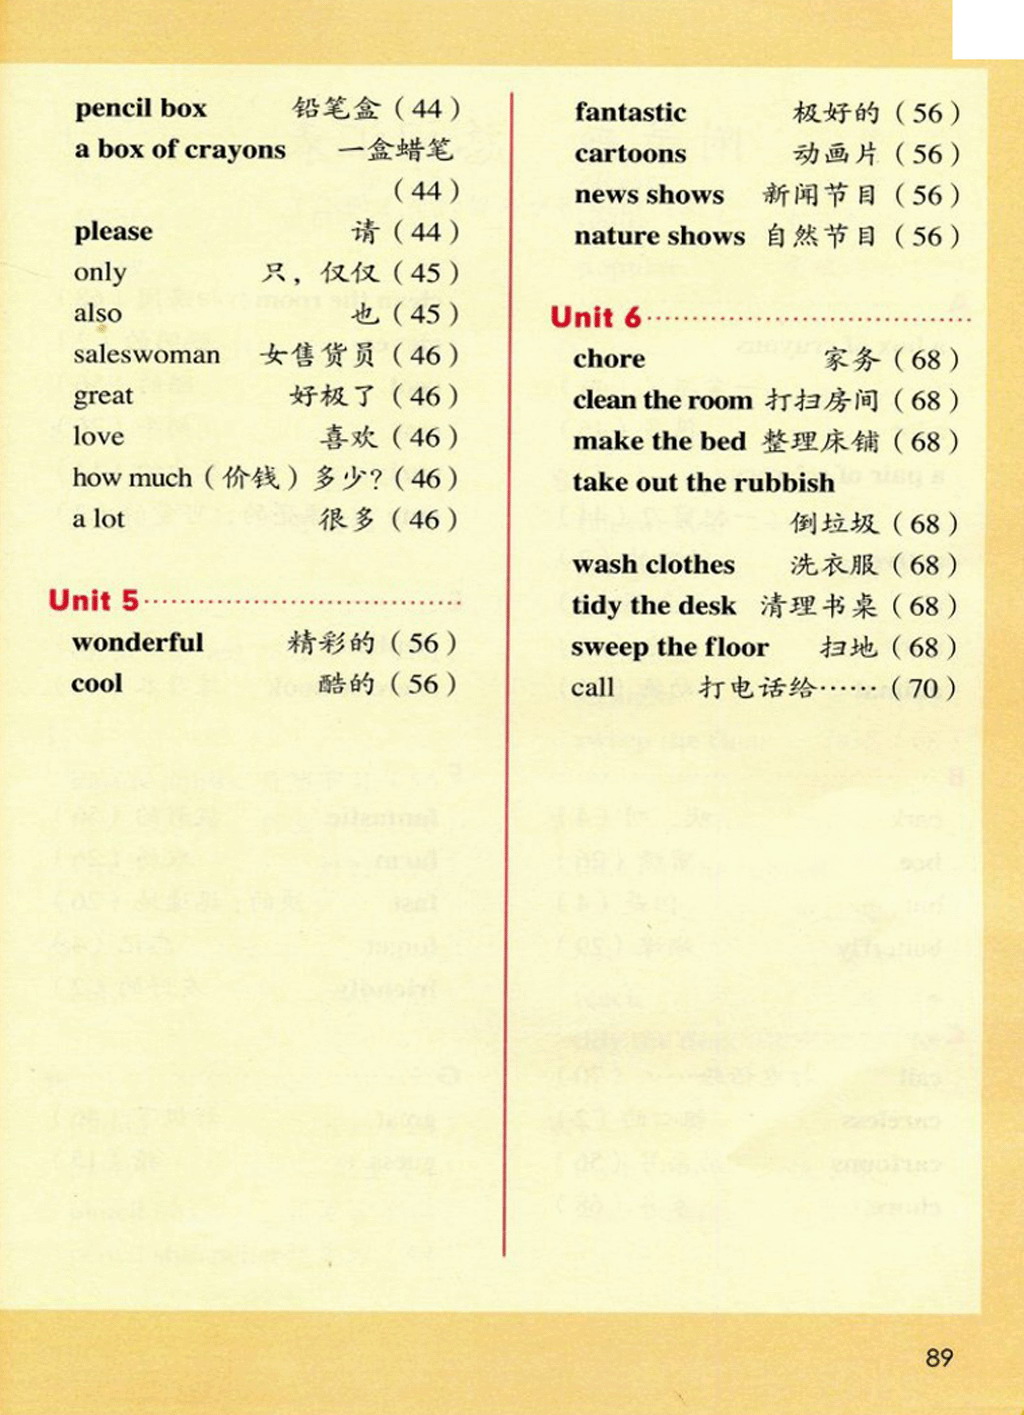 pencil box 铅笔盒（44）
a box of crayons 一盒蜡笔
（44）
please 请（44）
only 只，仅仅（45）
also 也（45）
saleswoman 女售货员（46）
great 好极了（46）
love 喜欢（46）
how much（价钱）多少?（46）
a lot 很多（46）
Unit 5
wonderful 精彩的（56）
cool 酷的（56）
fantastic 极好的（56）
cartoons 动画片（56）
news shows 新闻节目（56）
nature shows 自然节目（56）
Unit 6
chore 家务（68）
clean the room 打扫房间（68）
make the bed 整理床铺（68）
take out the rubbish
倒垃圾（68）
wash clothes 洗衣服（68）
tidy the desk 清理书桌（68）
sweep the floor 扫地（68）
call 打电话给……（70）
89